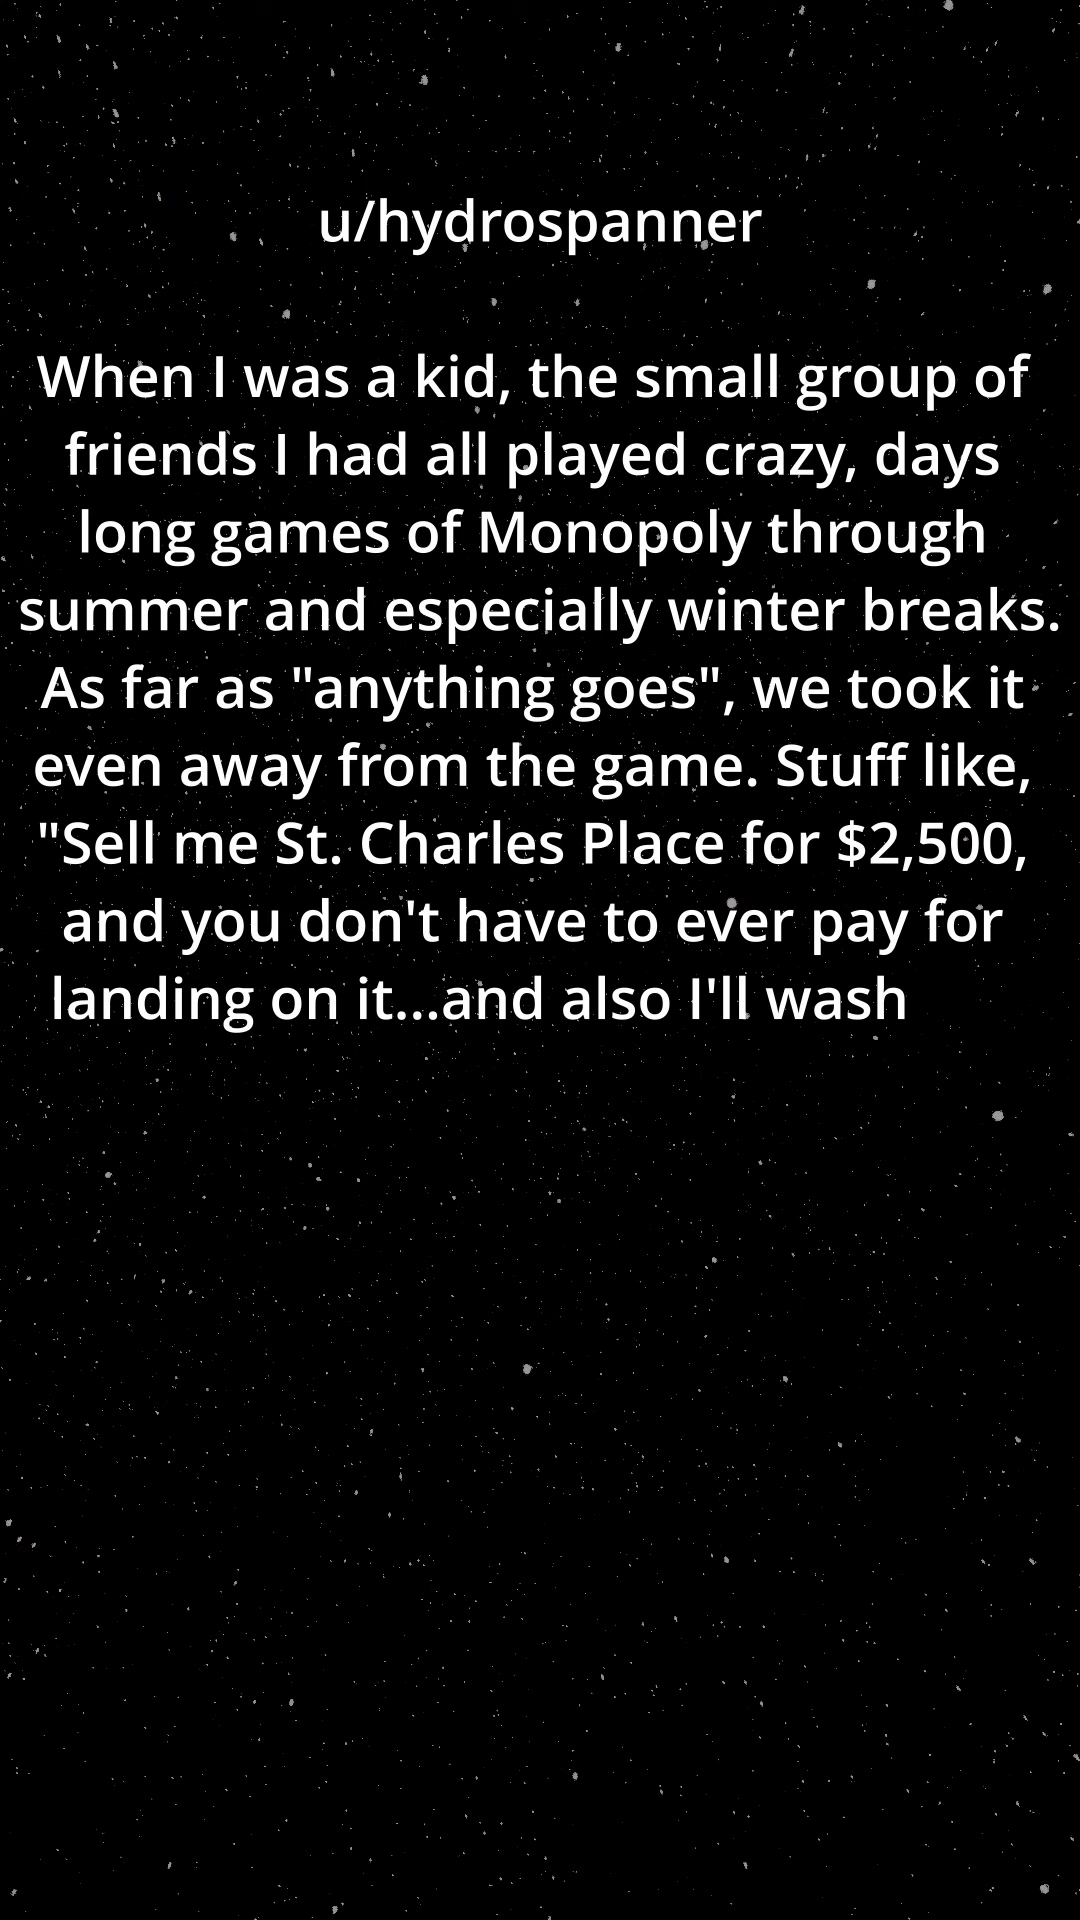 u/hydrospanner
When I was a kid, the small group of
friends I had all played crazy, days
long games of Monopoly through
summer and especially winter breaks.
As far as "anything goes", we took it
even away from the game. Stuff like,
"Sell me St. Charles Place for $2,500,
and you don't have to ever pay for
landing on it...and also I'll wash